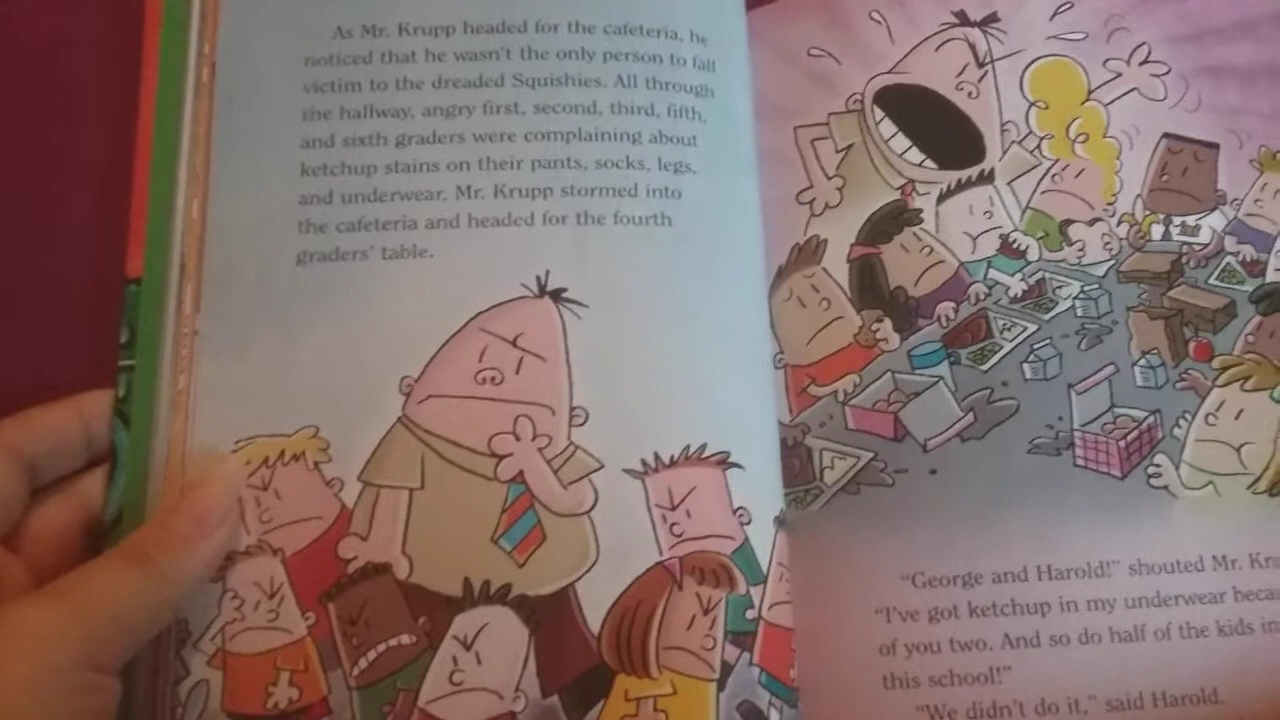 As Mr. Krupp headed for the cafeteria, he
noticed that he wasn't the only person to fall
victim to the dreaded Squishies. All through
the hallway, angry first, second, third, fifth,
and sixth graders were complaining about
ketchup stains on their pants, socks, legs,
and underwear. Mr. Krupp stormed into
the cafeteria and headed for the fourth
graders' table.
"George and Harold!" shouted Mr.
"I've got ketchup in my underwear
of you two. And so do half of the kids in
this school!"
"We didn't do it," said Harold.